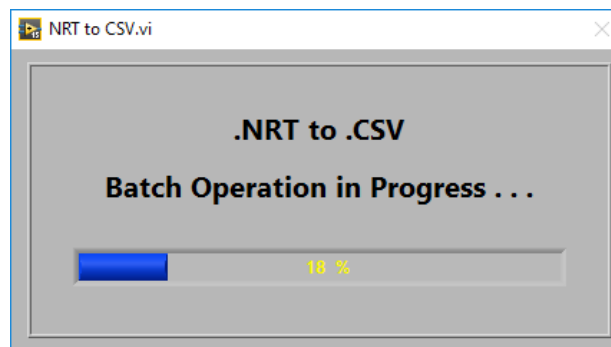 NRT to CSV.vi
.NRT to .CSV
Batch Operation in Progress . . .
18 %